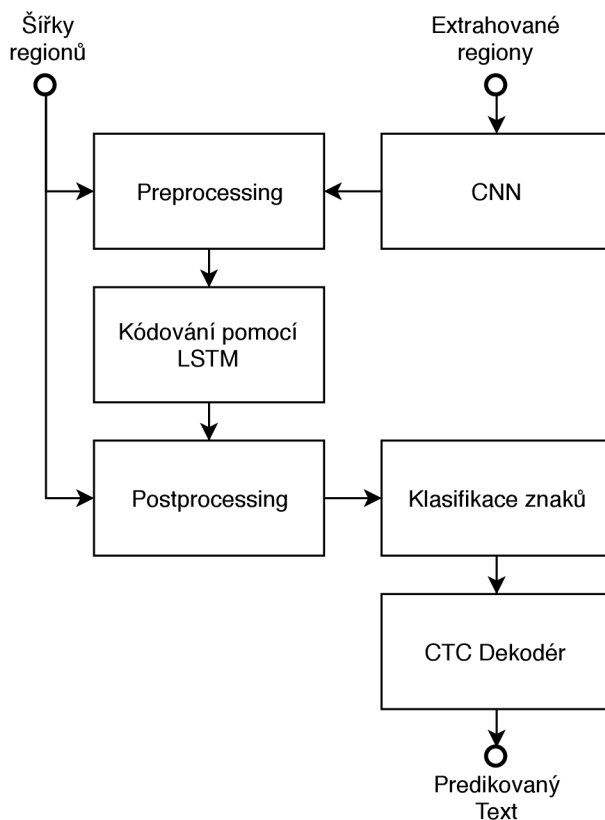 Šířky
regionů
Extrahované
regiony
Preprocessing
CNN
Kódování pomocí
LSTM
Postprocessing
Klasifikace znaků
CTC Dekodér
Predikovaný
Text